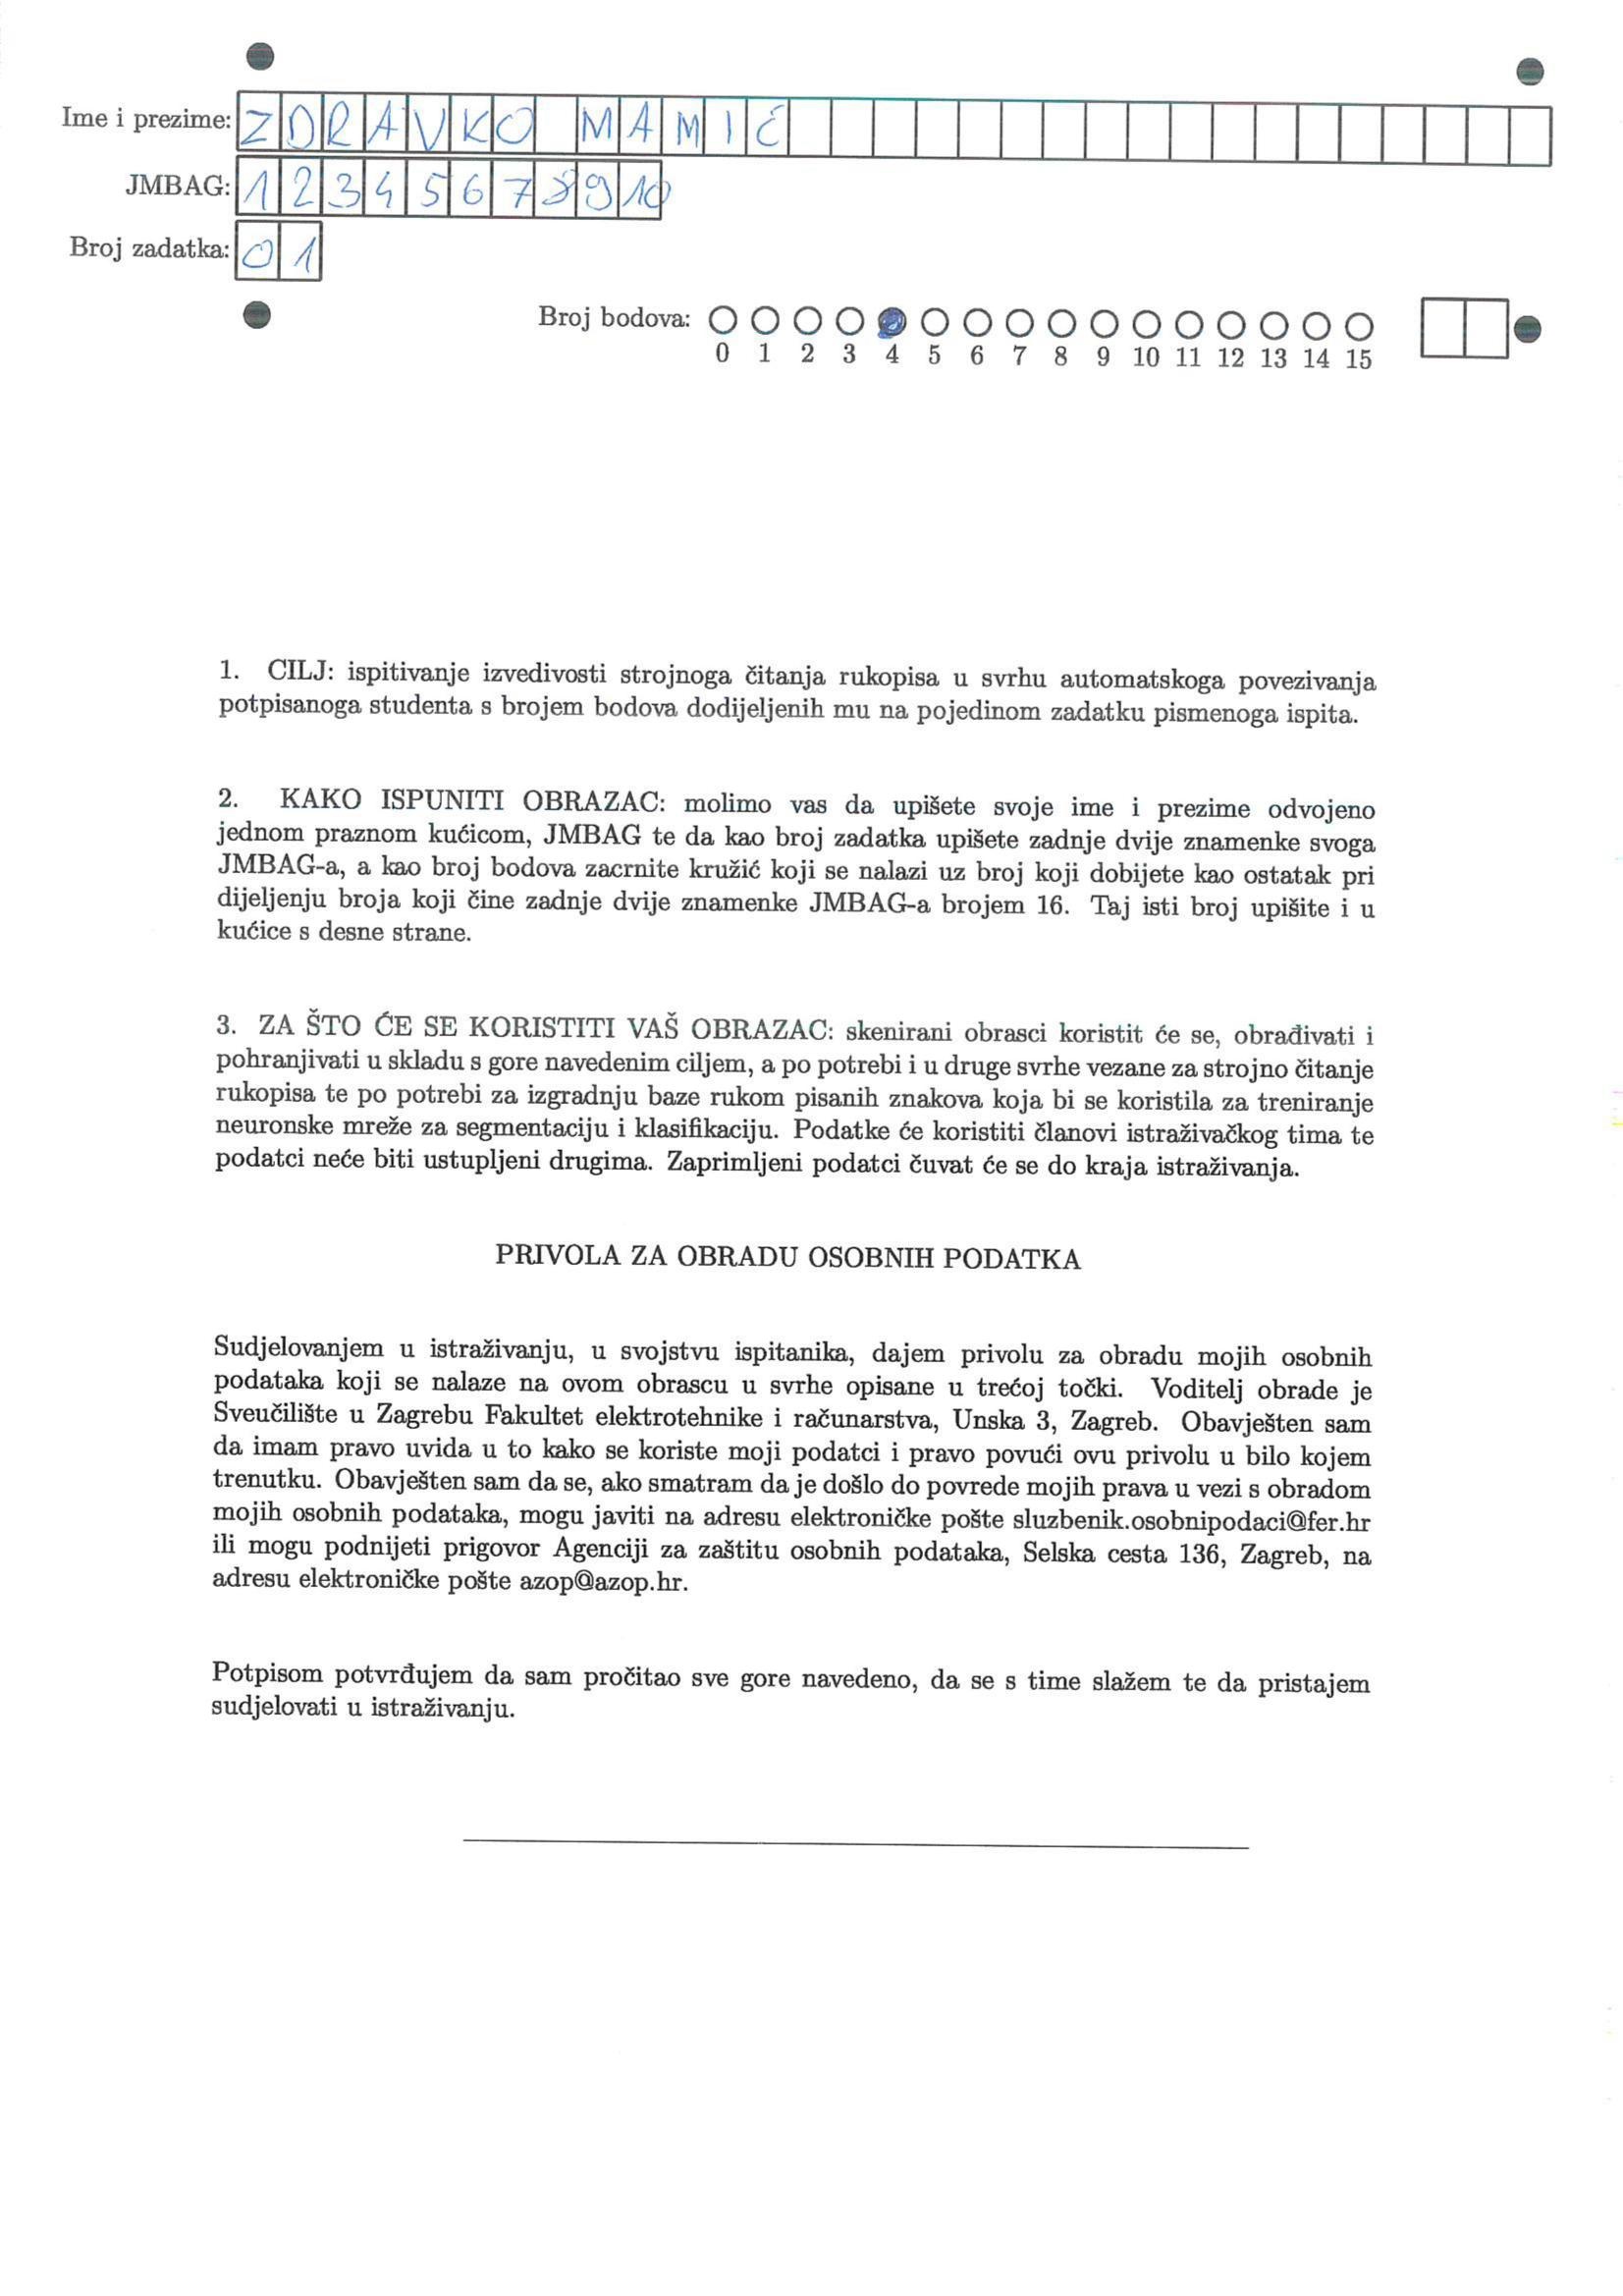 Ime i prezime: ZDRAVKO MAMIĆ
JMBAG: 12345678910
Broj zadatka: 01
Broj bodova:
0 1 2 3 4 5 6 7 8 9 10 11 12 13 14 15
1. CILJ: ispitivanje izvedivosti strojnoga čitanja rukopisa u svrhu automatskoga povezivanja
potpisanoga studenta s brojem bodova dodijeljenih mu na pojedinom zadatku pismenoga ispita.
2. KAKO ISPUNITI OBRAZAC: molimo vas da upišete svoje ime i prezime odvojeno
jednom praznom kućicom, JMBAG te da kao broj zadatka upišete zadnje dvije znamenke svoga
JMBAG-a, a kao broj bodova zacrnite kružić koji se nalazi uz broj koji dobijete kao ostatak pri
dijeljenju broja koji čine zadnje dvije znamenke JMBAG-a brojem 16. Taj isti broj upišite i u
kućice s desne strane.
3. ZA ŠTO ĆE SE KORISTITI VAŠ OBRAZAC: skenirani obrasci koristit će se, obrađivati i
pohranjivati u skladu s gore navedenim ciljem, a po potrebi i u druge svrhe vezane za strojno čitanje
rukopisa te po potrebi za izgradnju baze rukom pisanih znakova koja bi se koristila za treniranje
neuronske mreže za segmentaciju i klasifikaciju. Podatke će koristiti članovi istraživačkog tima te
podatci neće biti ustupljeni drugima. Zaprimljeni podatci čuvat će se do kraja istraživanja.
PRIVOLA ZA OBRADU OSOBNIH PODATKA
Sudjelovanjem u istraživanju, u svojstvu ispitanika, dajem privolu za obradu mojih osobnih
podataka koji se nalaze na ovom obrascu u svrhe opisane u trećoj točki. Voditelj obrade je
Sveučilište u Zagrebu Fakultet elektrotehnike i računarstva, Unska 3, Zagreb. Obavješten sam
da imam pravo uvida u to kako se koriste moji podatci i pravo povući ovu privolu u bilo kojem
trenutku. Obavješten sam da se, ako smatram da je došlo do povrede mojih prava u vezi s obradom
mojih osobnih podataka, mogu javiti na adresu elektroničke pošte sluzbenik.osobnipodaci@fer.hr
ili mogu podnijeti prigovor Agenciji za zaštitu osobnih podataka, Selska cesta 136, Zagreb, na
adresu elektroničke pošte azop@azop.hr.
Potpisom potvrđujem da sam pročitao sve gore navedeno, da se s time slažem te da pristajem
sudjelovati u istraživanju.